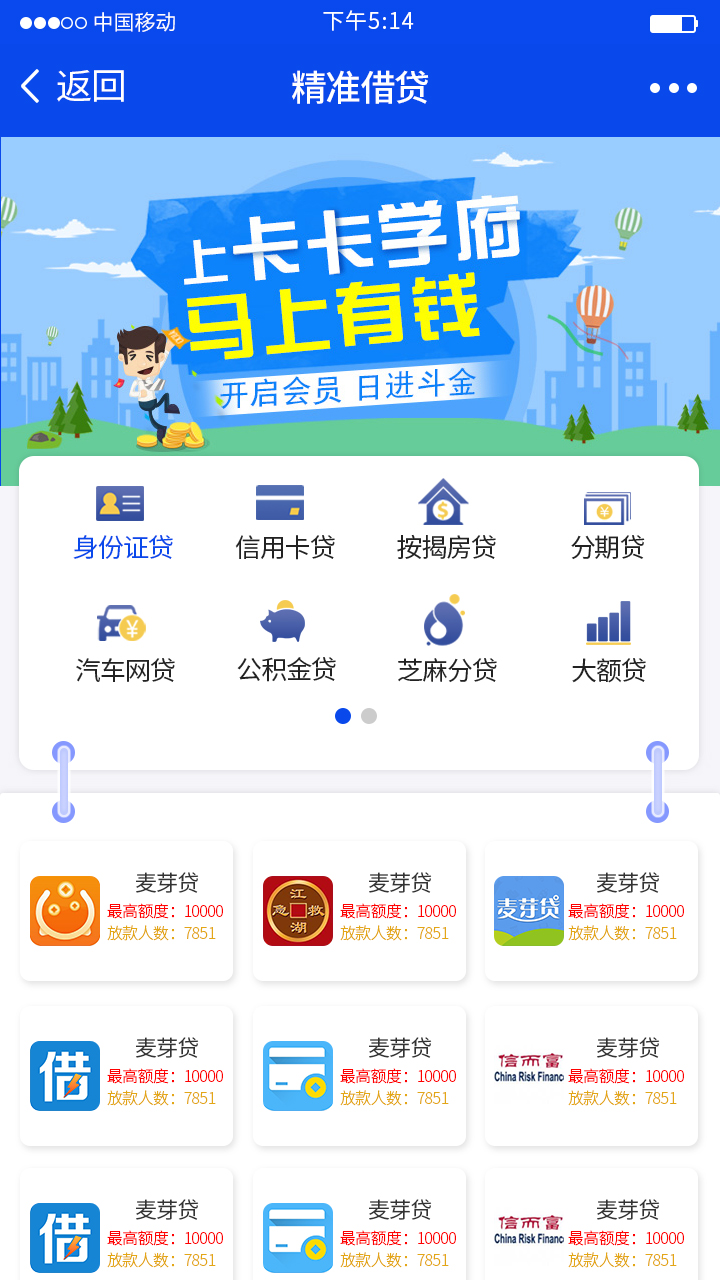 中国移动
下午5:14
返回
精准借贷
上卡卡学府
马上有钱
开启会员 日进斗金
身份证贷
信用卡贷
按揭房贷
分期贷
汽车网贷
公积金贷
芝麻分贷
大额贷
麦芽贷
最高额度：10000
放款人数：7851
江湖救急
麦芽贷
最高额度：10000
放款人数：7851
麦芽贷
麦芽贷
最高额度：10000
放款人数：7851
借
麦芽贷
最高额度：10000
放款人数：7851
麦芽贷
最高额度：10000
放款人数：7851
信而富
China Risk Financ
麦芽贷
最高额度：10000
放款人数：7851
借
麦芽贷
最高额度：10000
放款人数：7851
麦芽贷
最高额度：10000
放款人数：7851
信而富
China Risk Financ
麦芽贷
最高额度：10000
放款人数：7851